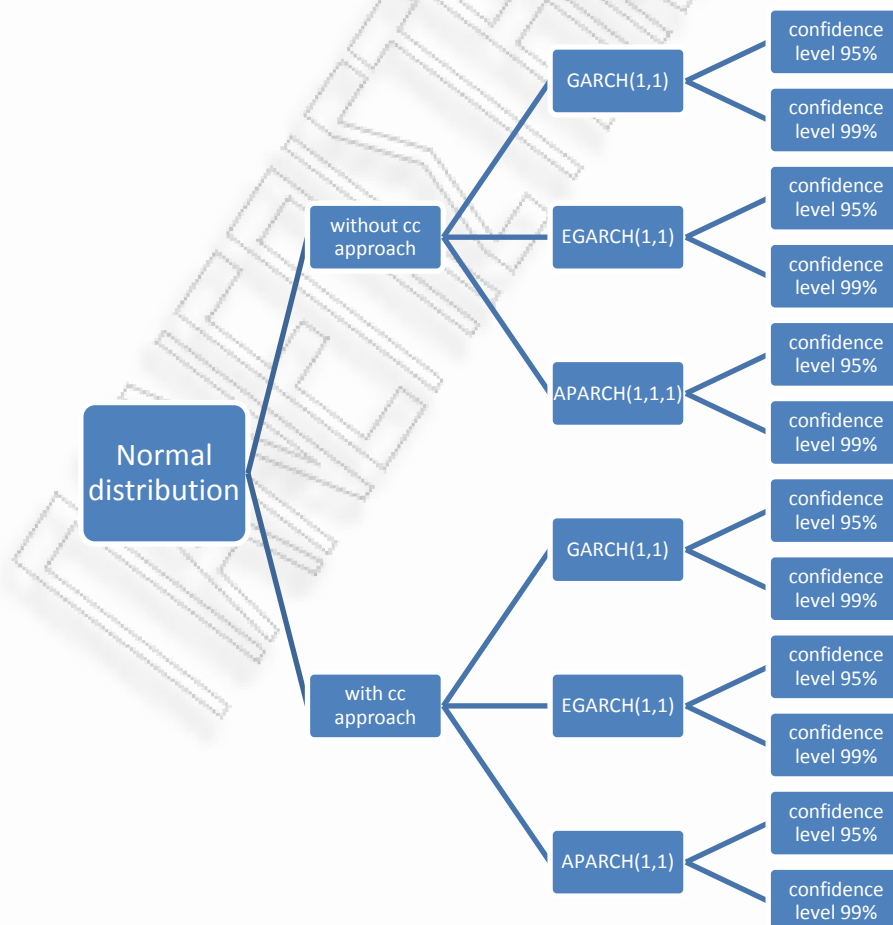 Normal
distribution
without cc
approach
GARCH(1,1)
confidence
level 95%
confidence
level 99%
EGARCH(1,1)
confidence
level 95%
confidence
level 99%
APARCH(1,1,1)
confidence
level 95%
confidence
level 99%
with cc
approach
GARCH(1,1)
confidence
level 95%
confidence
level 99%
EGARCH(1,1)
confidence
level 95%
confidence
level 99%
APARCH(1,1)
confidence
level 95%
confidence
level 99%